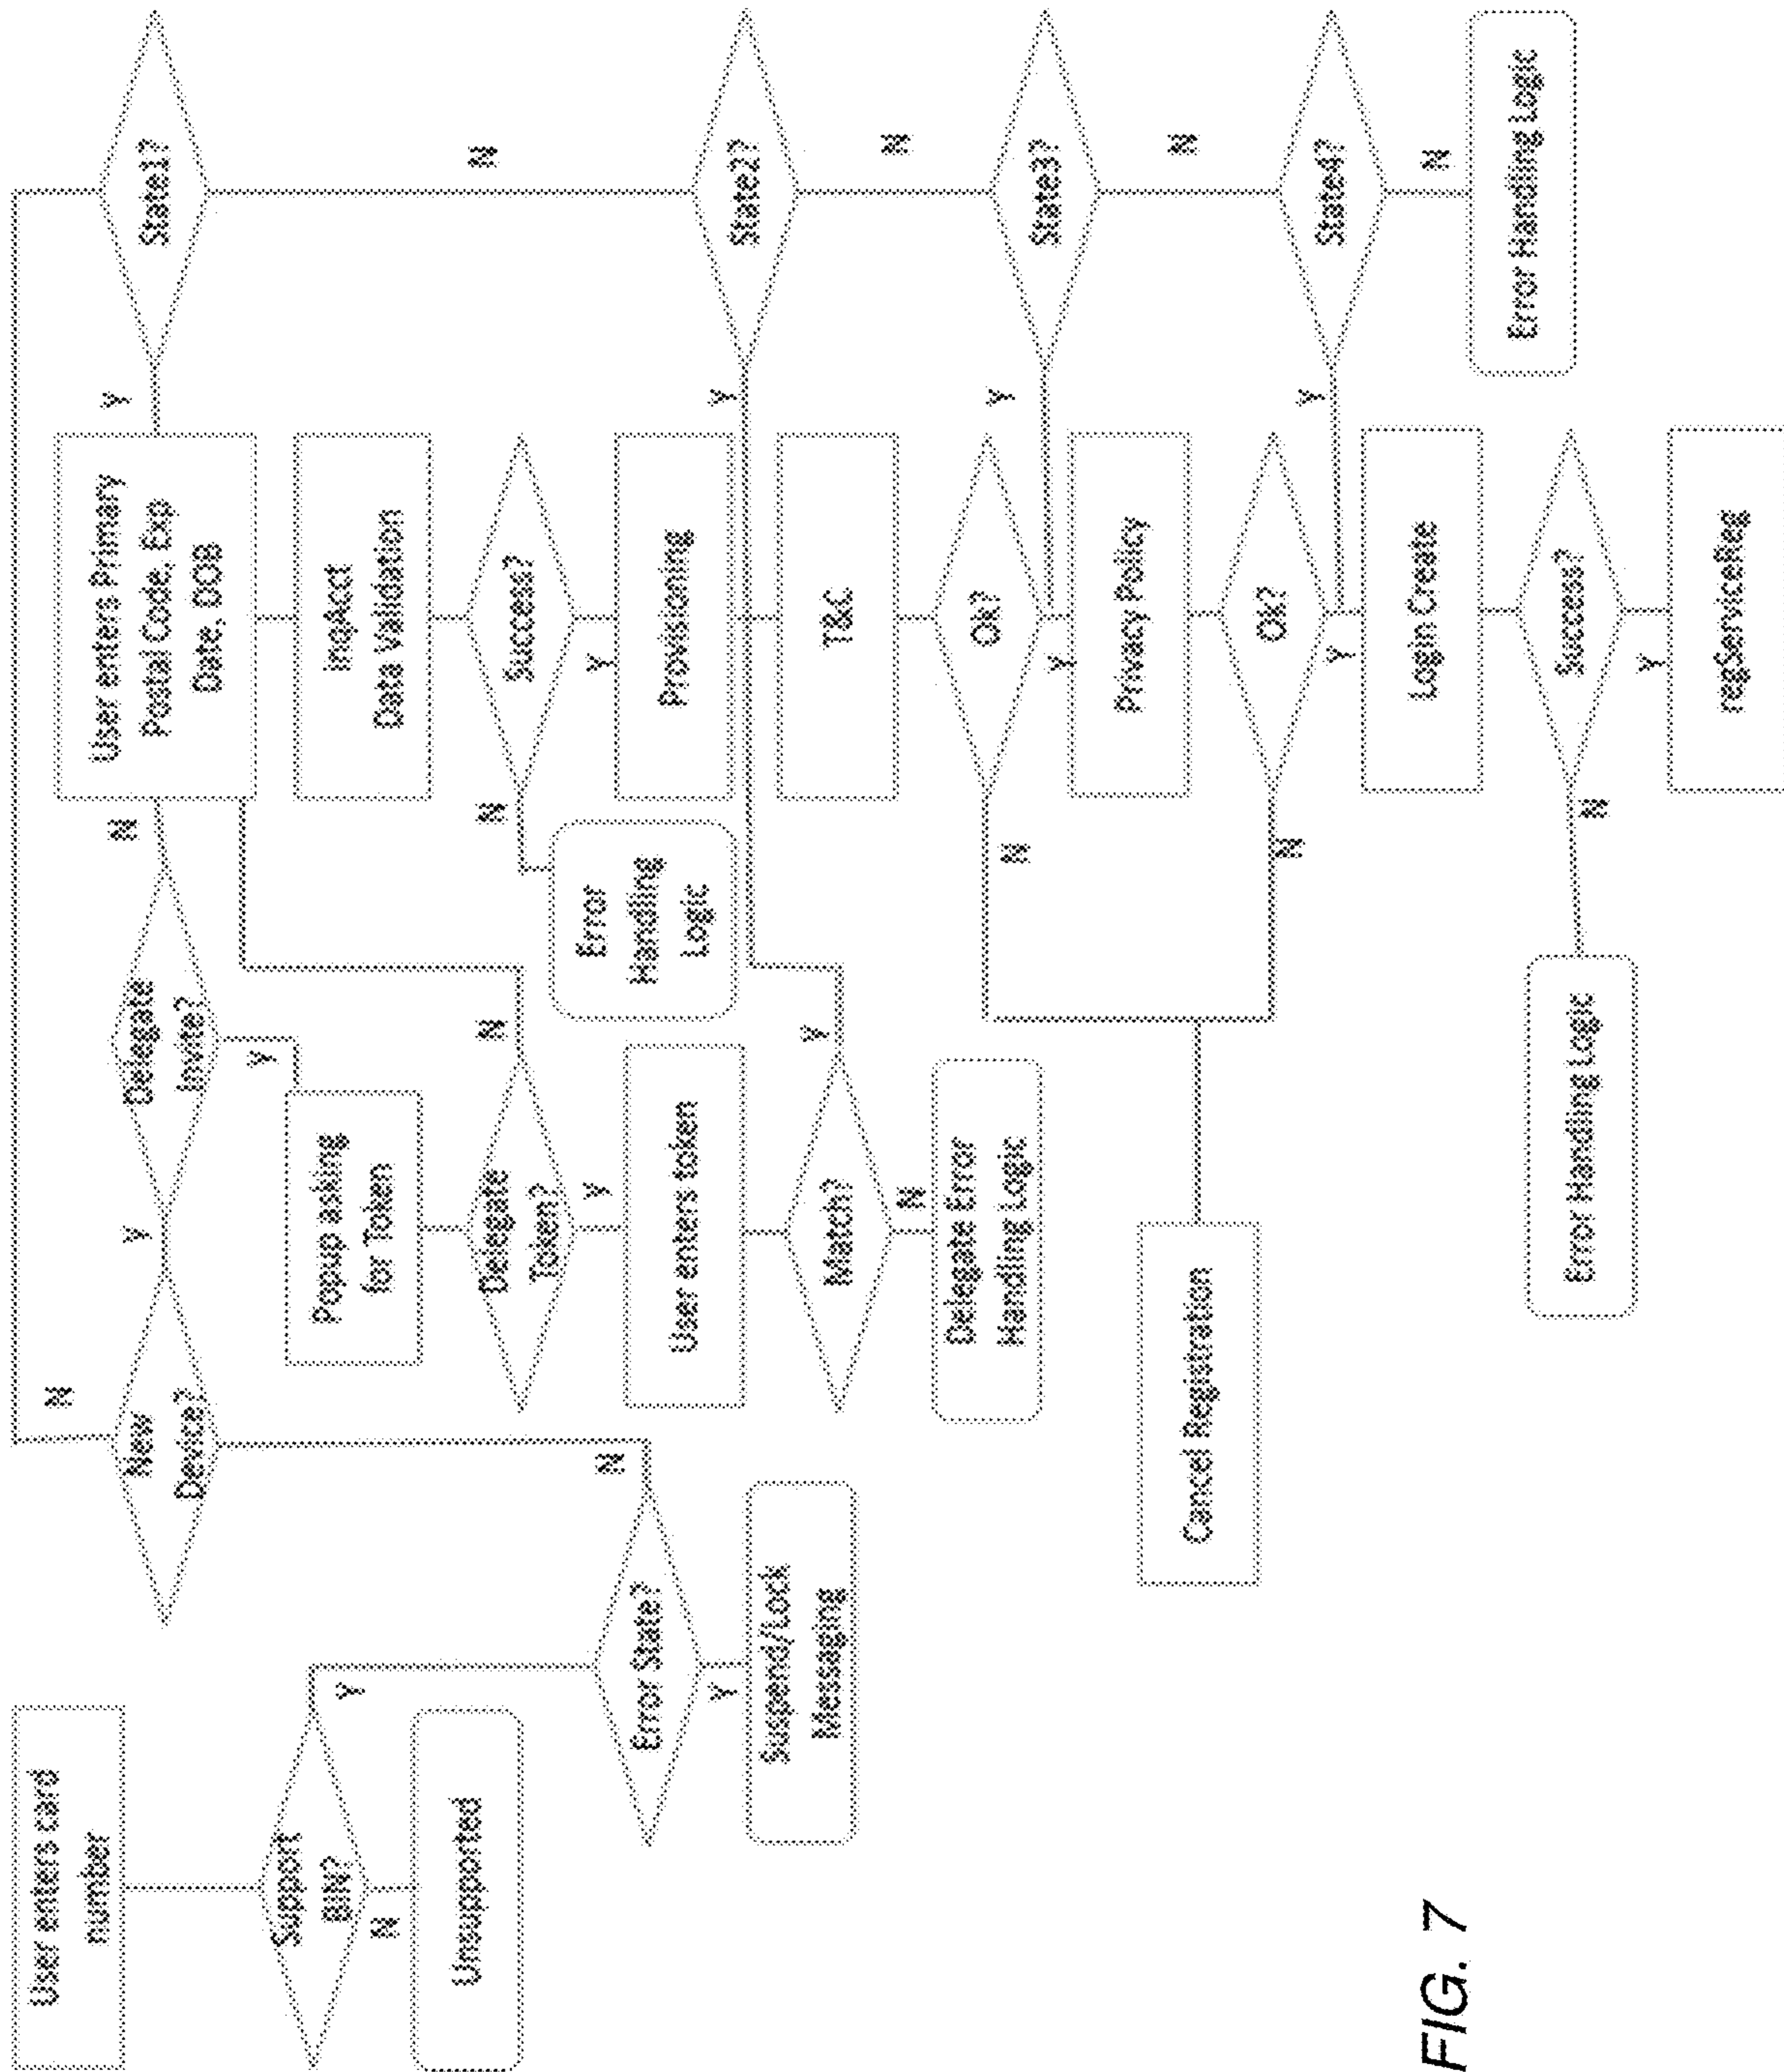 User enters card
number
Support
BIN?
Y
N
Unsupported
Error State?
N
Y
Suspend/Lock
Messaging
N
New
Device?
Y
Delegate
Invite?
N
Y
Popup asking
for Token
Delegate
Token?
N
Y
User enters token
Match?
Y
N
Delegate Error
Handling Logic
User enters Primary
Postal Code, Exp
Date, DOB
InqAcct
Data Validation
Success?
N
Y
Error
Handling
Logic
Provisioning
T&C
Ok?
N
Y
Privacy Policy
Ok?
N
Y
Cancel Registration
Login Create
Success?
N
Y
Error Handling Logic
regServiceReg
State1?
Y
N
State2?
Y
N
State3?
Y
N
State4?
Y
N
Error Handling Logic
FIG. 7